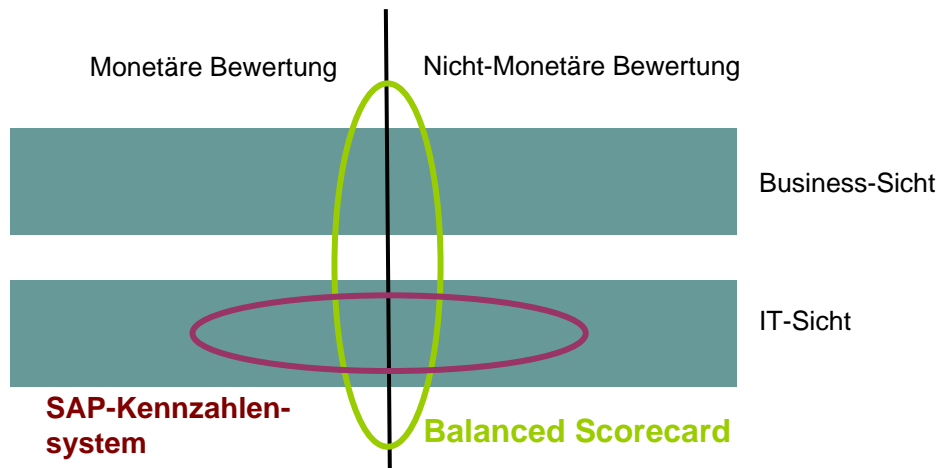 Monetäre Bewertung
Nicht-Monetäre Bewertung
Business-Sicht
IT-Sicht
SAP-Kennzahlen-
system
Balanced Scorecard